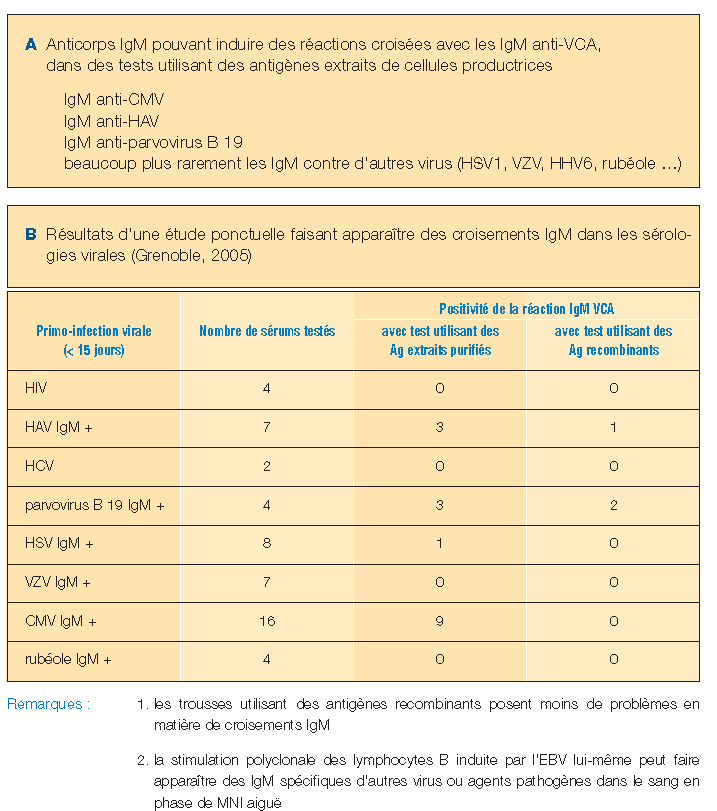 A Anticorps IgM pouvant induire des réactions croisées avec les IgM anti-VCA,
dans des tests utilisant des antigènes extraits de cellules productrices
IgM anti-CMV
IgM anti-HAV
IgM anti-parvovirus B 19
beaucoup plus rarement les IgM contre d'autres virus (HSV1, VZV, HHV6, rubéole ...)
B Résultats d'une étude ponctuelle faisant apparaître des croisements IgM dans les sérolo-
gies virales (Grenoble, 2005)
Positivité de la réaction IgM VCA
Primo-infection virale Nombre de sérums testés avec test utilisant des avec test utilisant des
(< 15 jours) Ag extraits purifiés Ag recombinants
HIV 4 0 0
HAV IgM + 7 3 1
HCV 2 0 0
parvovirus B 19 IgM + 4 3 2
HSV IgM + 8 1 0
VZV IgM + 7 0 0
CMV IgM + 16 9 0
rubéole IgM + 4 0 0
Remarques : 1. les trousses utilisant des antigènes recombinants posent moins de problèmes en
matière de croisements IgM
2. la stimulation polyclonale des lymphocytes B induite par l'EBV lui-même peut faire
apparaître des IgM spécifiques d'autres virus ou agents pathogènes dans le sang en
phase de MNI aiguë